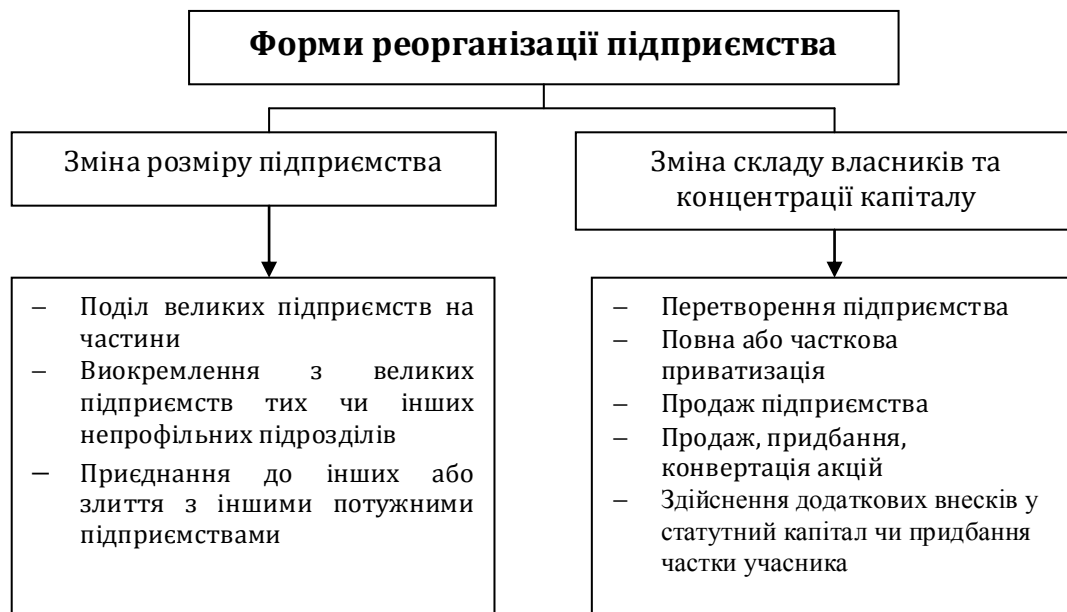 Форми реорганізації підприємства
Зміна розміру підприємства
Зміна складу власників та
концентрації капіталу
– Поділ великих підприємств на
частини
– Виокремлення з великих
підприємств тих чи інших
непрофільних підрозділів
– Приєднання до інших або
злиття з іншими потужними
підприємствами
– Перетворення підприємства
– Повна або часткова
приватизація
– Продаж підприємства
– Продаж, придбання,
конвертація акцій
– Здійснення додаткових внесків у
статутний капітал чи придбання
частки учасника